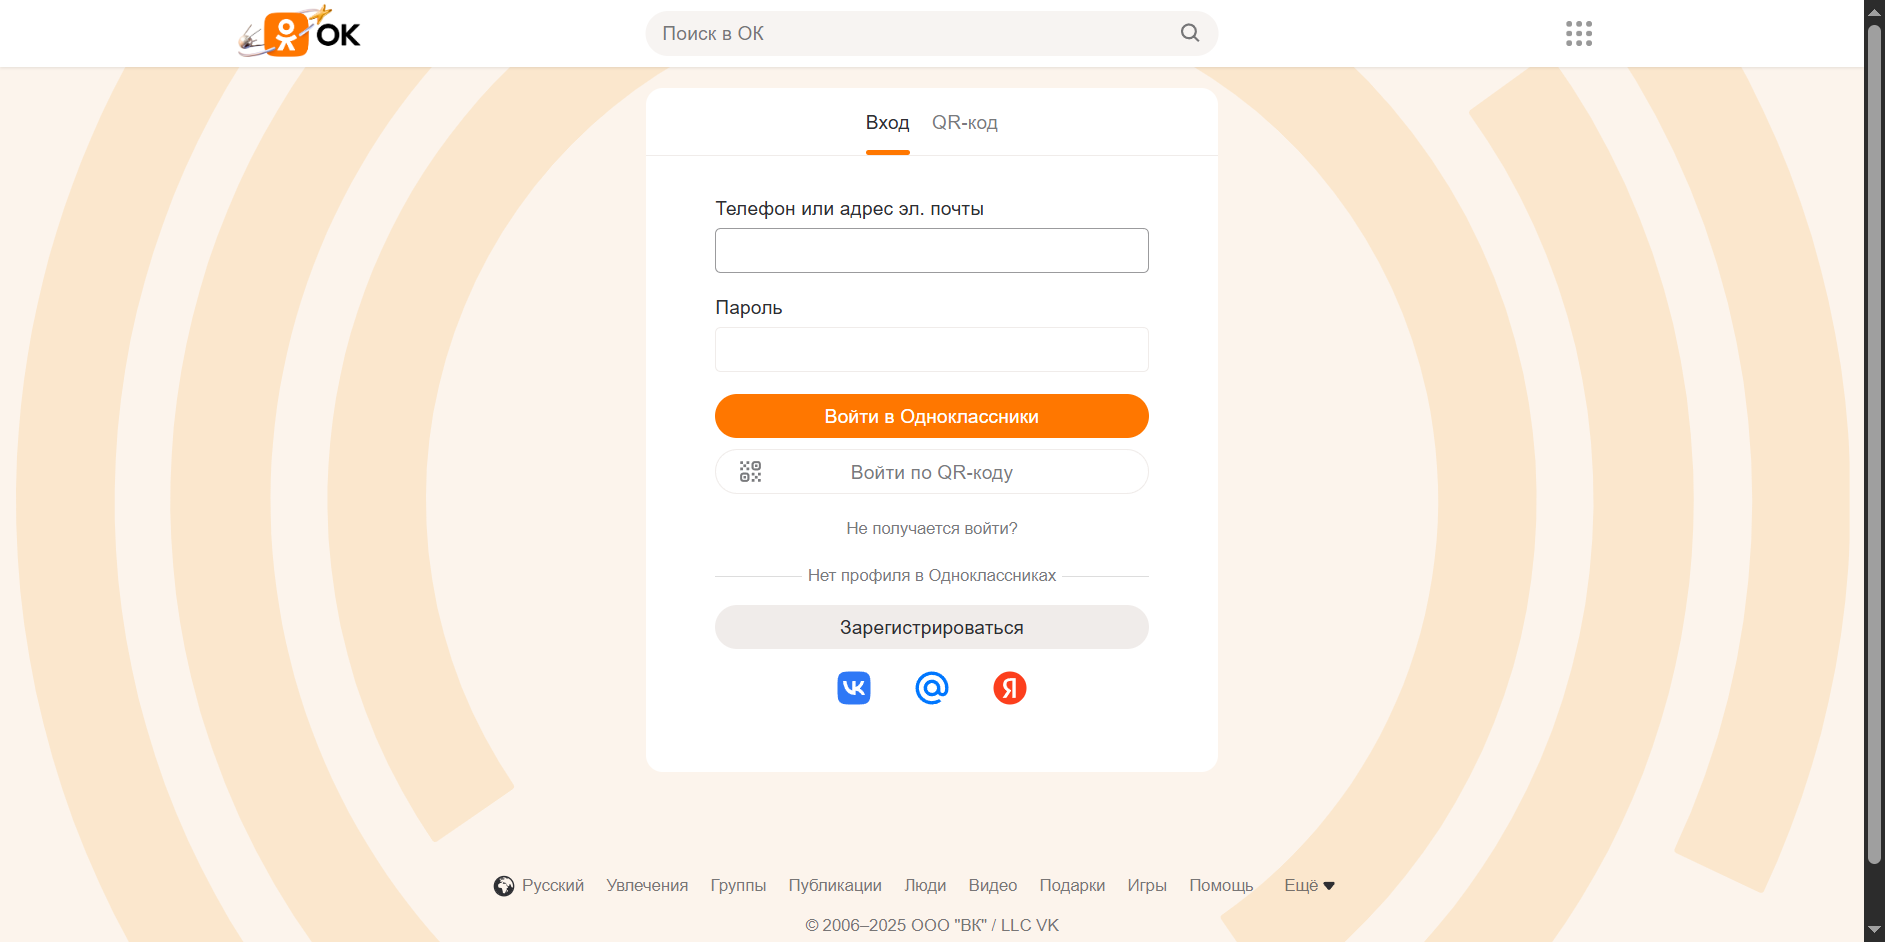 OK
Поиск в ОК
Вход QR-код
Телефон или адрес эл. почты
Пароль
Войти в Одноклассники
Войти по QR-коду
Не получается войти?
Нет профиля в Одноклассниках
Зарегистрироваться
Русский Увлечения Группы Публикации Люди Видео Подарки Игры Помощь Ещё
© 2006–2025 ООО "ВК" / LLC VK